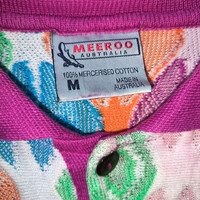 MEEROO
AUSTRALIA
100% MERCERISED COTTON
M
MADE IN
AUSTRALIA